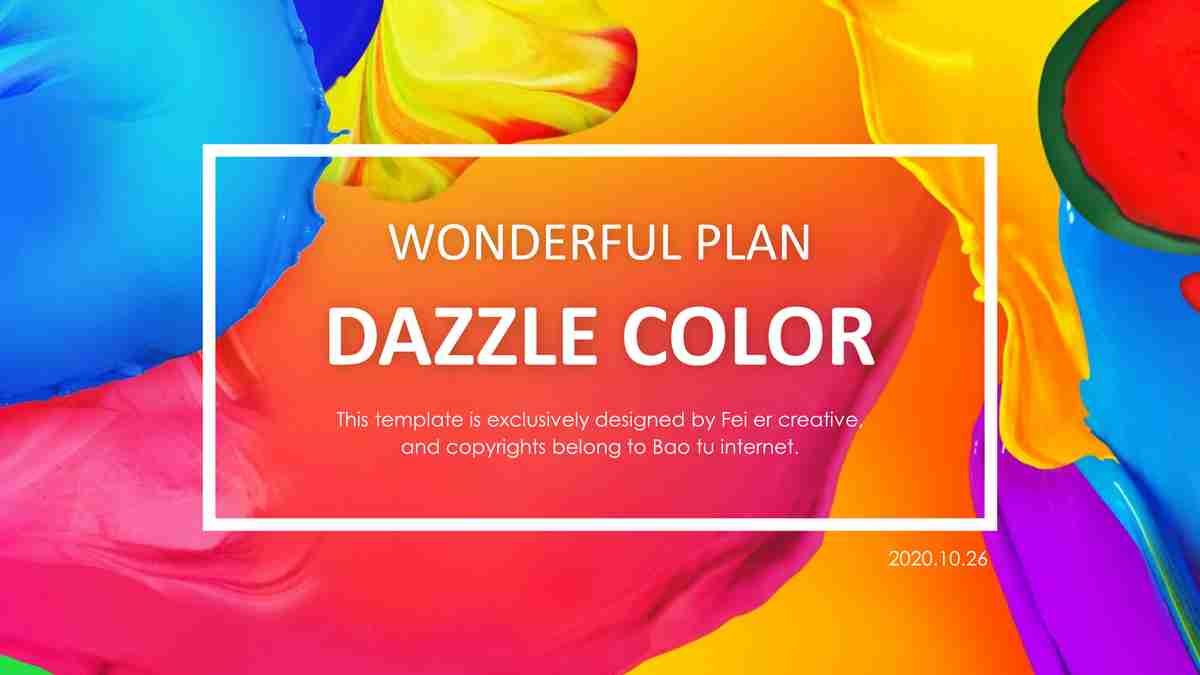 WONDERFUL PLAN
DAZZLE COLOR
This template is exclusively designed by Fei er creative,
and copyrights belong to Bao tu internet.
2020.10.26